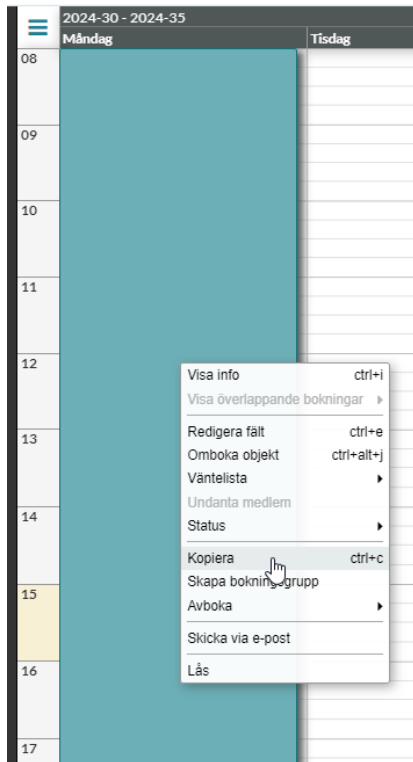 2024-30 - 2024-35
Måndag Tisdag
08
09
10
11
12
Visa info ctrl+i
Visa överlappande bokningar
Redigera fält ctrl+e
13
Omboka objekt ctrl+alt+j
Väntelista
Undanta medlem
14
Status
Kopiera ctrl+c
Skapa bokningsgrupp
15
Avboka
Skicka via e-post
16
Lås
17